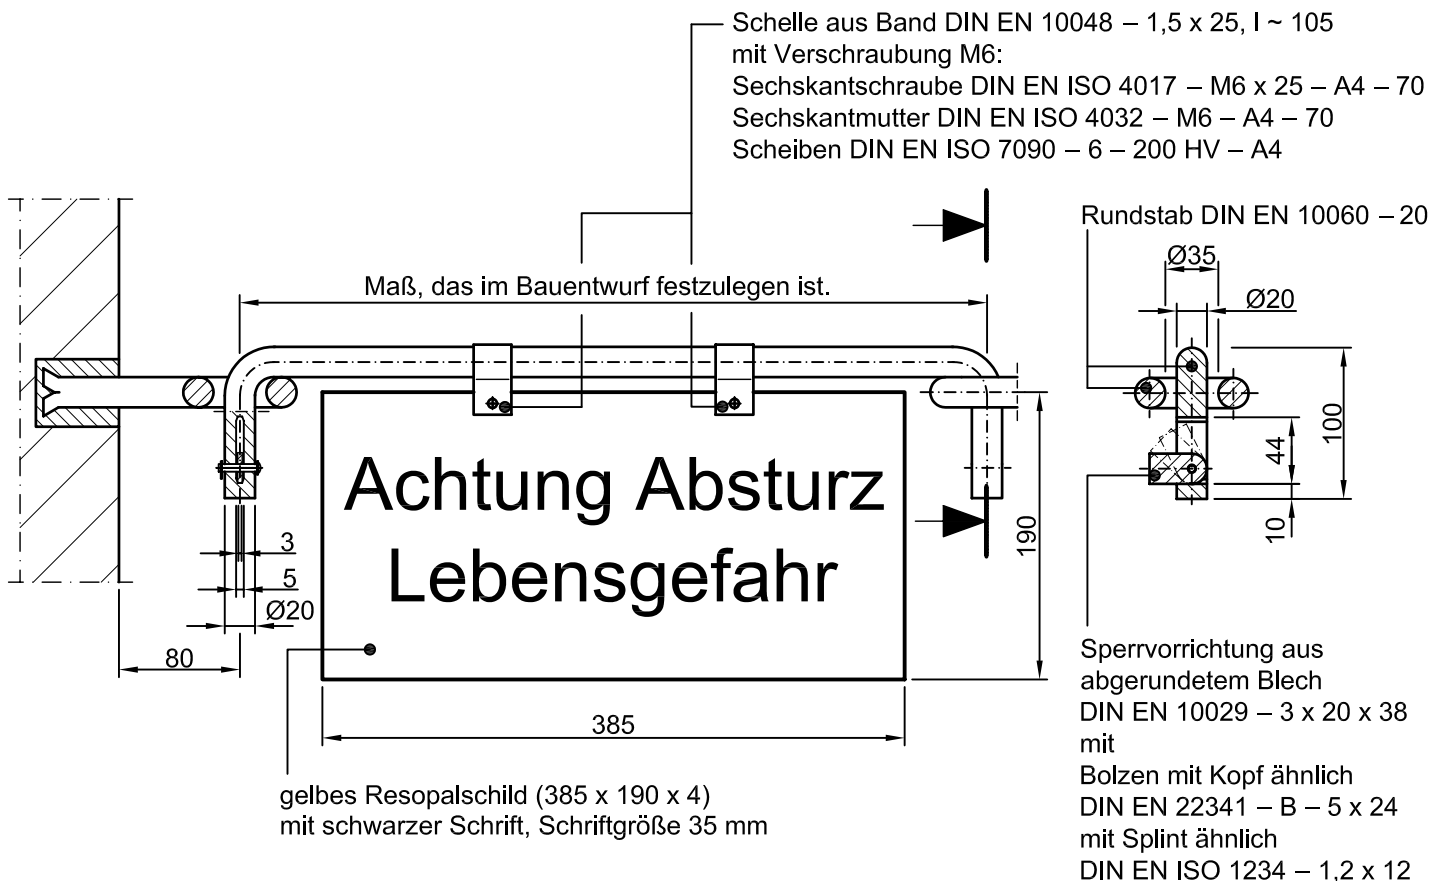 Schelle aus Band DIN EN 10048 – 1,5 x 25, l ~ 105
mit Verschraubung M6:
Sechskantschraube DIN EN ISO 4017 – M6 x 25 – A4 – 70
Sechskantmutter DIN EN ISO 4032 – M6 – A4 – 70
Scheiben DIN EN ISO 7090 – 6 – 200 HV – A4
Rundstab DIN EN 10060 – 20
Ø35
Ø20
Maß, das im Bauentwurf festzulegen ist.
100
44
10
Achtung Absturz
Lebensgefahr
190
3
5
Ø20
80
385
gelbes Resopalschild (385 x 190 x 4)
mit schwarzer Schrift, Schriftgröße 35 mm
Sperrvorrichtung aus
abgerundetem Blech
DIN EN 10029 – 3 x 20 x 38
mit
Bolzen mit Kopf ähnlich
DIN EN 22341 – B – 5 x 24
mit Splint ähnlich
DIN EN ISO 1234 – 1,2 x 12